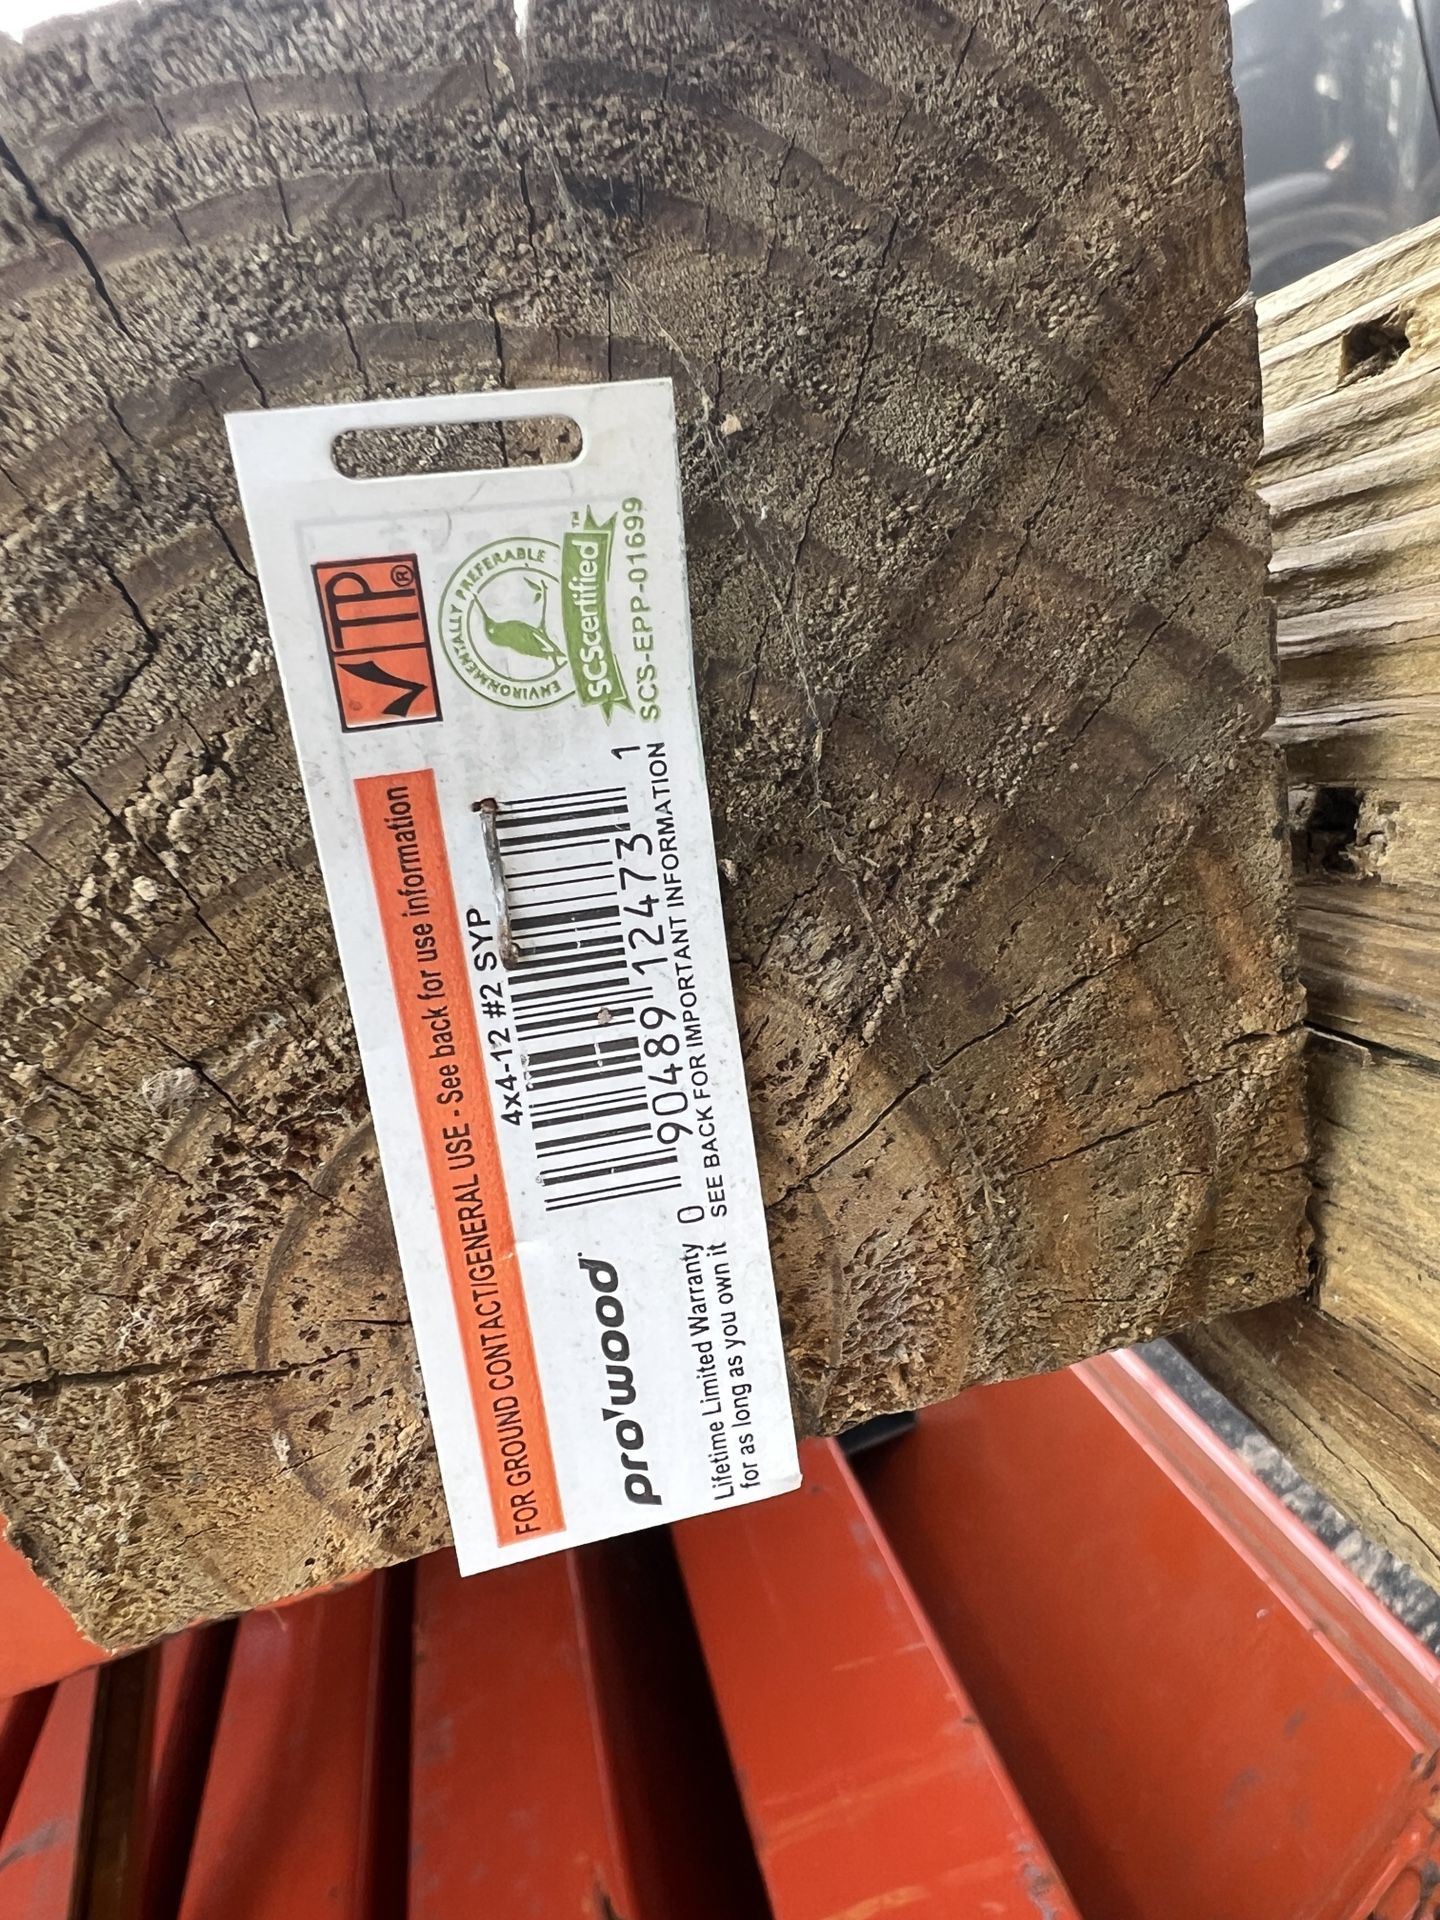 ✓TP®
ENVIRONMENTALLY PREFERABLE
SCScertified™
SCS-EPP-01699
FOR GROUND CONTACT/GENERAL USE - See back for use information
4x4-12 #2 SYP
0 90489 12473 1
SEE BACK FOR IMPORTANT INFORMATION
pro'wood
Lifetime Limited Warranty
for as long as you own it